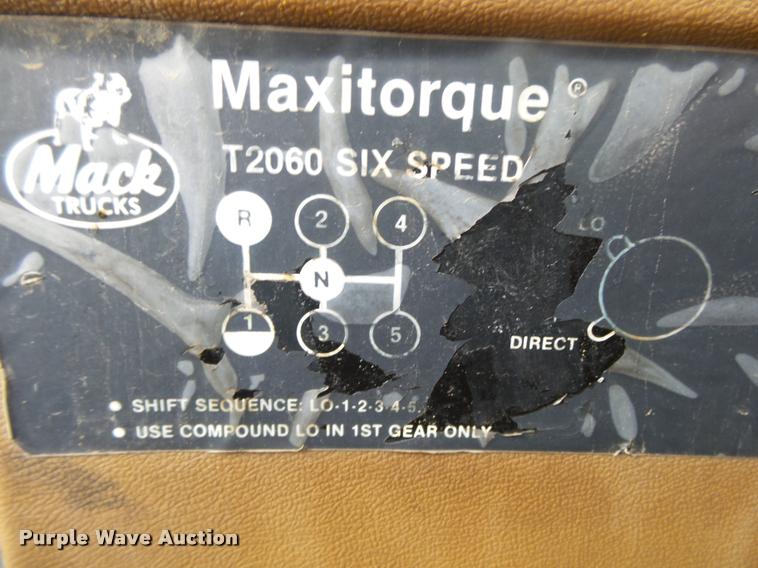 Maxitorque®
Mack
TRUCKS
T2060 SIX SPEED
R 2 4
LO
N
1 3 5
DIRECT
• SHIFT SEQUENCE: LO-1-2-3-4-5.
• USE COMPOUND LO IN 1ST GEAR ONLY
Purple Wave Auction